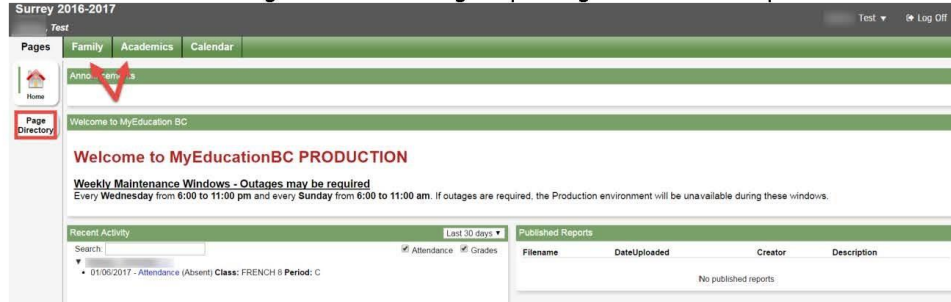 Surrey 2016-2017
, Test
Test ▼ Log Off
Pages Family Academics Calendar
Home
Page Directory
Welcome to MyEducation BC
Welcome to MyEducationBC PRODUCTION
Weekly Maintenance Windows - Outages may be required
Every Wednesday from 6:00 to 11:00 pm and every Sunday from 6:00 to 11:00 am. If outages are required, the Production environment will be unavailable during these windows.
Recent Activity Last 30 days ▼
Search: Attendance Grades
• 01/06/2017 - Attendance (Absent) Class: FRENCH 8 Period: C
Published Reports
Filename DateUploaded Creator Description
No published reports